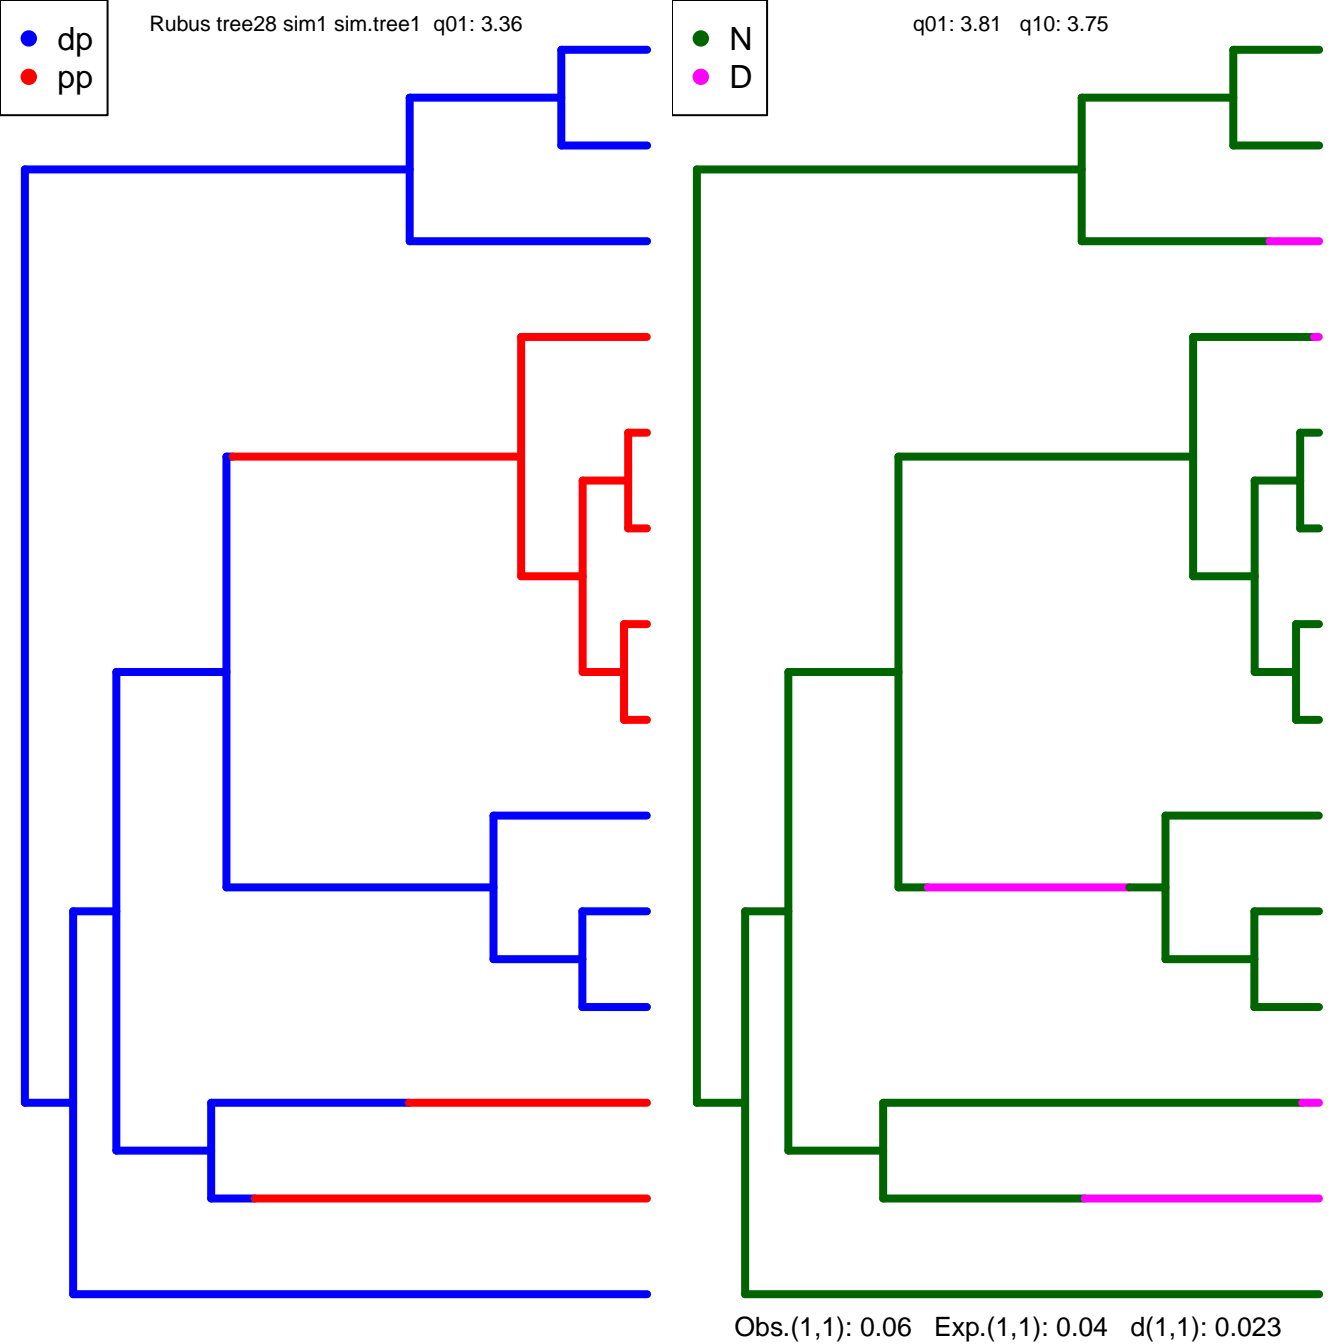 Rubus tree28 sim1 sim.tree1 q01: 3.36
dp
pp
q01: 3.81 q10: 3.75
N
D
Obs.(1,1): 0.06 Exp.(1,1): 0.04 d(1,1): 0.023